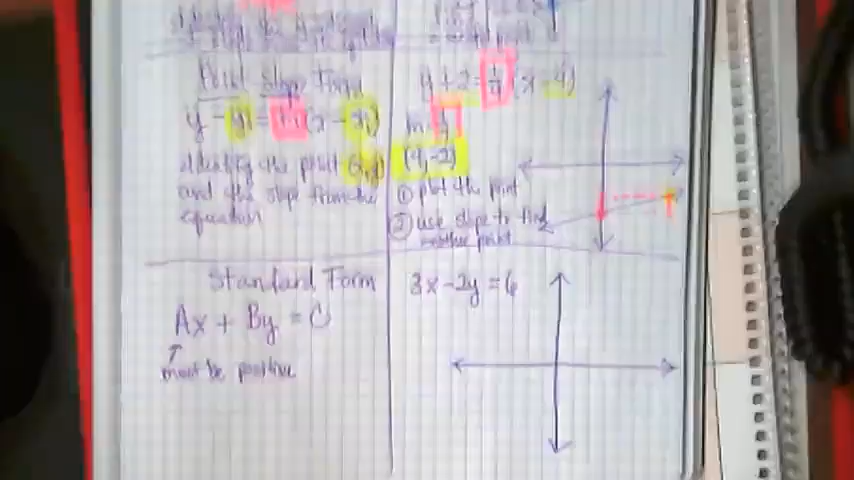 Point Slope Form
y - y₁ = m (x - x₁)
Identify the point (x, y)
and the slope from the
equation
y + 2 = 1/4 (x - 4)
m = 1/4
(4, -2)
① plot the point
② use slope to find
another point
Standard Form
Ax + By = C
↑
must be positive
3x - 2y = 6